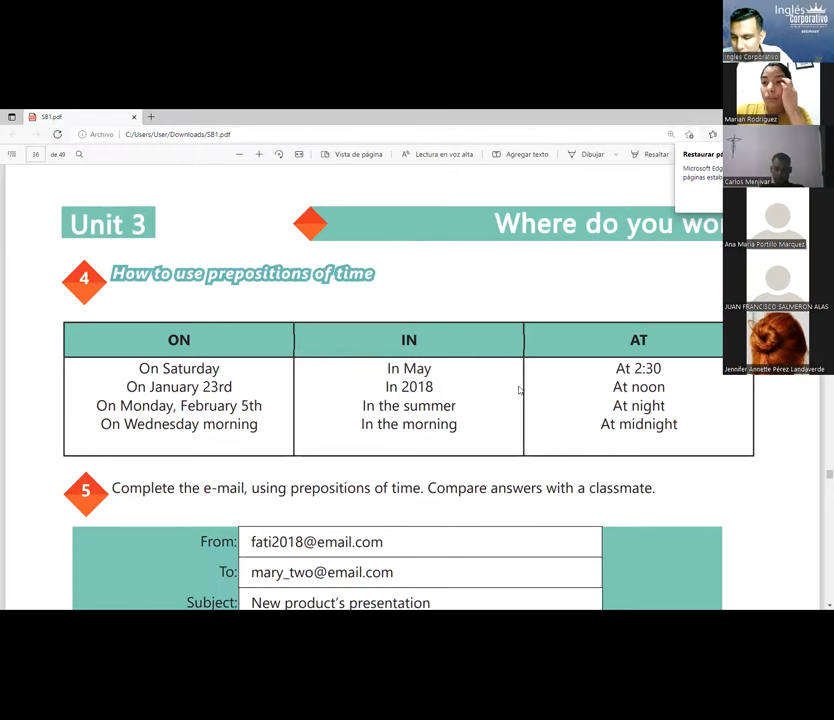 Inglés
Corporativo
Ingles Corporativo
SB1.pdf
Archivo
C:/Users/User/Downloads/SB1.pdf
Marian Rodriguez
36 de 49
Vista de página
Lectura en voz alta
Agregar texto
Dibujar
Resaltar
Restaurar pá
Microsoft Edg
páginas estab
Carlos Menjivar
Unit 3
Where do you wo
Ana Maria Portillo Marquez
4
How to use prepositions of time
JUAN FRANCISCO SALMERON ALAS
ON
IN
AT
Jennifer Annette Pérez Landaverde
On Saturday
In May
At 2:30
On January 23rd
In 2018
At noon
On Monday, February 5th
In the summer
At night
On Wednesday morning
In the morning
At midnight
5
Complete the e-mail, using prepositions of time. Compare answers with a classmate.
From: fati2018@email.com
To: mary_two@email.com
Subject: New product's presentation